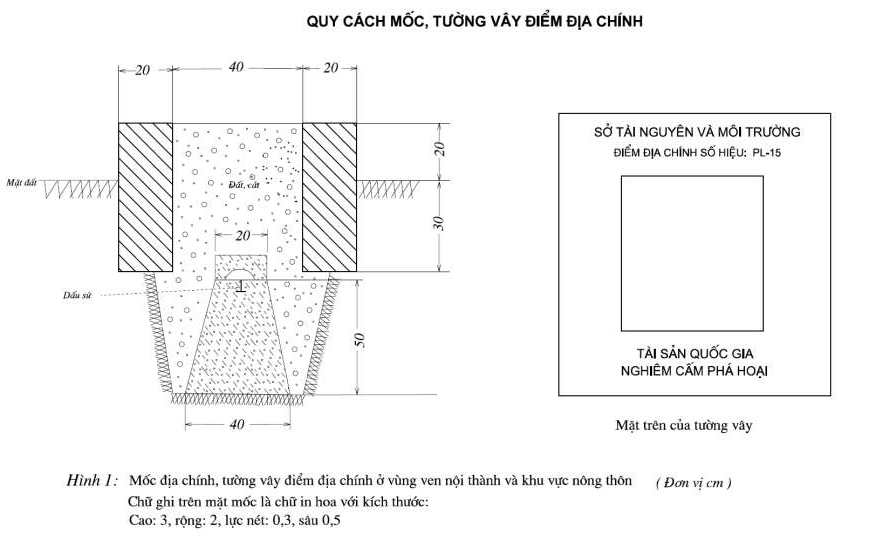 QUY CÁCH MỐC, TƯỜNG VÂY ĐIỂM ĐỊA CHÍNH
20
40
20
20
Mặt đất
Đất, cát
30
20
Dấu sứ
50
40
SỞ TÀI NGUYÊN VÀ MÔI TRƯỜNG
ĐIỂM ĐỊA CHÍNH SỐ HIỆU: PL-15
TÀI SẢN QUỐC GIA
NGHIÊM CẤM PHÁ HOẠI
Mặt trên của tường vây
Hình 1: Mốc địa chính, tường vây điểm địa chính ở vùng ven nội thành và khu vực nông thôn ( Đơn vị cm )
Chữ ghi trên mặt mốc là chữ in hoa với kích thước:
Cao: 3, rộng: 2, lực nét: 0,3, sâu 0,5